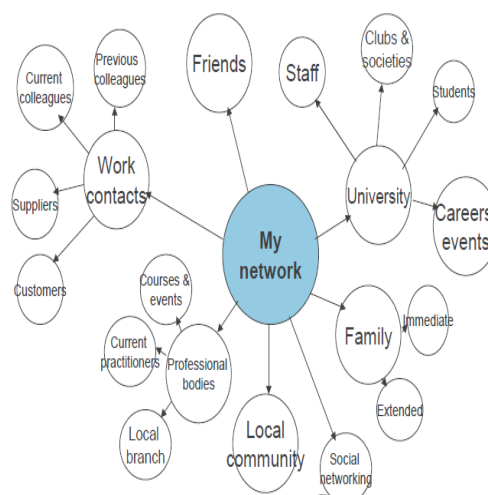 Friends
Staff
Clubs &
societies
Students
Previous
colleagues
Current
colleagues
Work
contacts
Suppliers
Customers
University
Careers
events
My
network
Courses &
events
Current
practitioners
Professional
bodies
Local
branch
Family
Immediate
Extended
Local
community
Social
networking